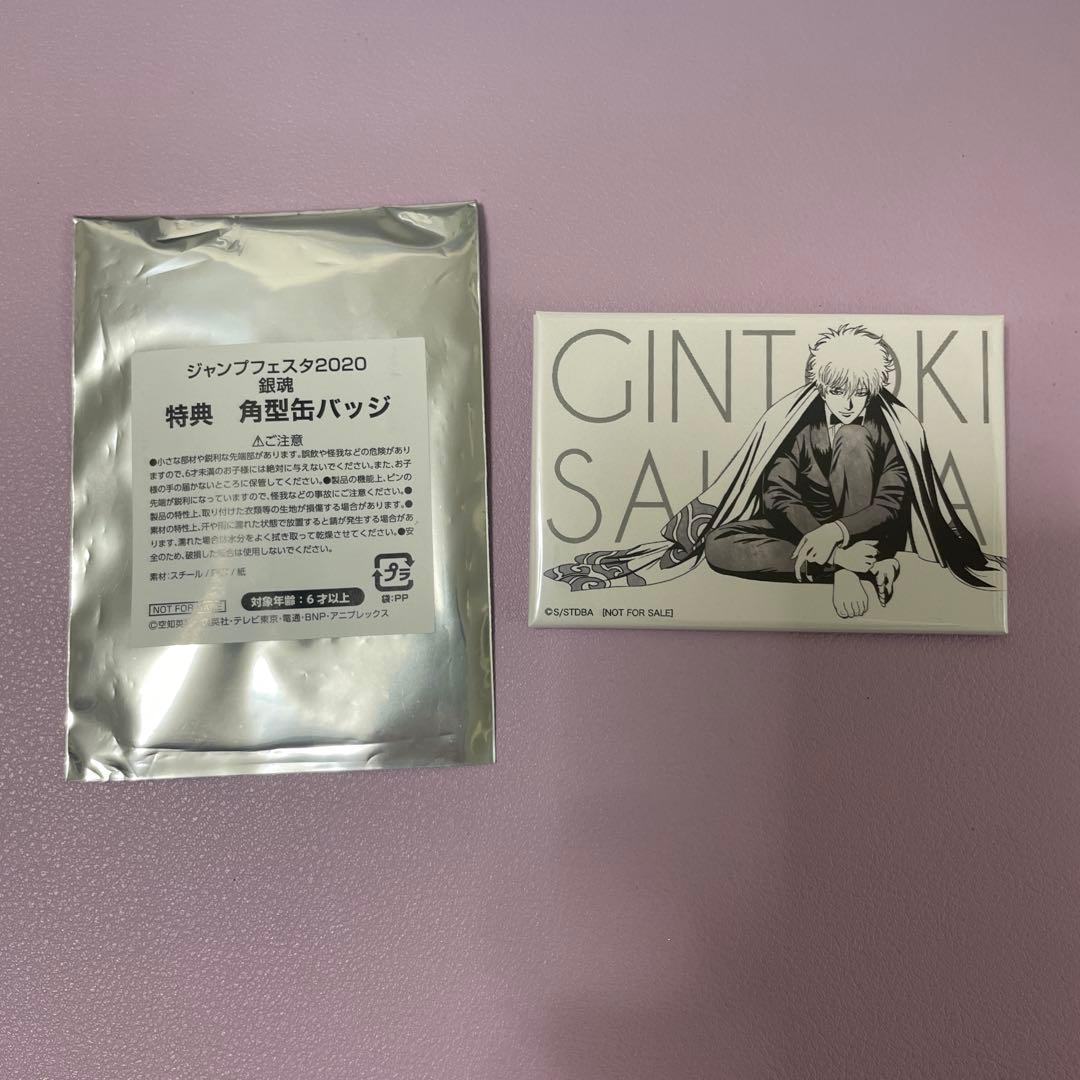 ジャンプフェスタ2020
銀魂
特典 角型缶バッジ
⚠ご注意
●小さな部材や鋭利な先端部があります。誤飲や怪我などの危険があり
ますので、6才未満のお子様には絶対に与えないでください。また、お子
様の手の届かないところに保管してください。●製品の機能上、ピンの
先端が鋭利になっていますので、怪我などの事故にご注意ください。●
製品の特性上、取り付けた衣類等の生地が損傷する場合があります。●
素材の特性上、汗や雨に濡れた状態で放置すると錆が発生する場合があ
ります。濡れた場合は水分をよく拭き取って乾燥させてください。●安
全のため、破損した場合は使用しないでください。
素材:スチール/ /紙
プラ
袋:PP
NOT FOR
対象年齢:6才以上
©空知英 英社・テレビ東京・電通・BNP・アニプレックス
GINT OKI
SA A
©S/STDBA [NOT FOR SALE]